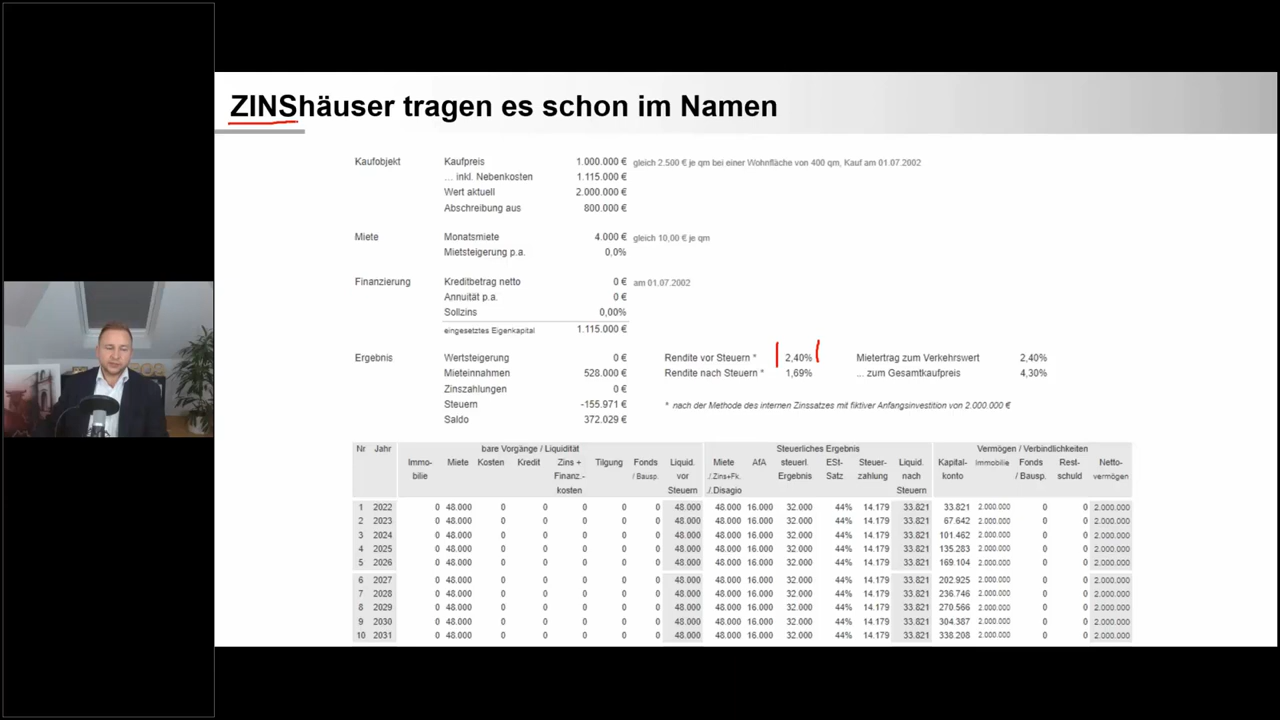 ZINShäuser tragen es schon im Namen
Kaufobjekt Kaufpreis 1.000.000 € gleich 2.500 € je qm bei einer Wohnfläche von 400 qm, Kauf am 01.07.2002
... inkl. Nebenkosten 1.115.000 €
Wert aktuell 2.000.000 €
Abschreibung aus 800.000 €
Miete Monatsmiete 4.000 € gleich 10,00 € je qm
Mietsteigerung p.a. 0,0%
Finanzierung Kreditbetrag netto 0 € am 01.07.2002
Annuität p.a. 0 €
Sollzins 0,00%
eingesetztes Eigenkapital 1.115.000 €
Ergebnis Wertsteigerung 0 € Rendite vor Steuern * 2,40% Mietertrag zum Verkehrswert 2,40%
Mieteinnahmen 528.000 € Rendite nach Steuern * 1,69% ... zum Gesamtkaufpreis 4,30%
Zinszahlungen 0 €
Steuern -155.971 € * nach der Methode des internen Zinssatzes mit fiktiver Anfangsinvestition von 2.000.000 €
Saldo 372.029 €
Nr Jahr bare Vorgänge / Liquidität Steuerliches Ergebnis Vermögen / Verbindlichkeiten
Immo- Miete Kosten Kredit Zins + Tilgung Fonds Liquid. Miete AfA steuerl. ESt- Steuer- Liquid. Kapital- Immobilie Fonds Rest- Netto-
bilie Finanz.- / Bausp. vor ./.Zins+Fk. Ergebnis Satz zahlung nach konto / Bausp. schuld vermögen
kosten Steuern ./.Disagio Steuern
1 2022 0 48.000 0 0 0 0 0 48.000 48.000 16.000 32.000 44% 14.179 33.821 33.821 2.000.000 0 0 2.000.000
2 2023 0 48.000 0 0 0 0 0 48.000 48.000 16.000 32.000 44% 14.179 33.821 67.642 2.000.000 0 0 2.000.000
3 2024 0 48.000 0 0 0 0 0 48.000 48.000 16.000 32.000 44% 14.179 33.821 101.462 2.000.000 0 0 2.000.000
4 2025 0 48.000 0 0 0 0 0 48.000 48.000 16.000 32.000 44% 14.179 33.821 135.283 2.000.000 0 0 2.000.000
5 2026 0 48.000 0 0 0 0 0 48.000 48.000 16.000 32.000 44% 14.179 33.821 169.104 2.000.000 0 0 2.000.000
6 2027 0 48.000 0 0 0 0 0 48.000 48.000 16.000 32.000 44% 14.179 33.821 202.925 2.000.000 0 0 2.000.000
7 2028 0 48.000 0 0 0 0 0 48.000 48.000 16.000 32.000 44% 14.179 33.821 236.746 2.000.000 0 0 2.000.000
8 2029 0 48.000 0 0 0 0 0 48.000 48.000 16.000 32.000 44% 14.179 33.821 270.566 2.000.000 0 0 2.000.000
9 2030 0 48.000 0 0 0 0 0 48.000 48.000 16.000 32.000 44% 14.179 33.821 304.387 2.000.000 0 0 2.000.000
10 2031 0 48.000 0 0 0 0 0 48.000 48.000 16.000 32.000 44% 14.179 33.821 338.208 2.000.000 0 0 2.000.000